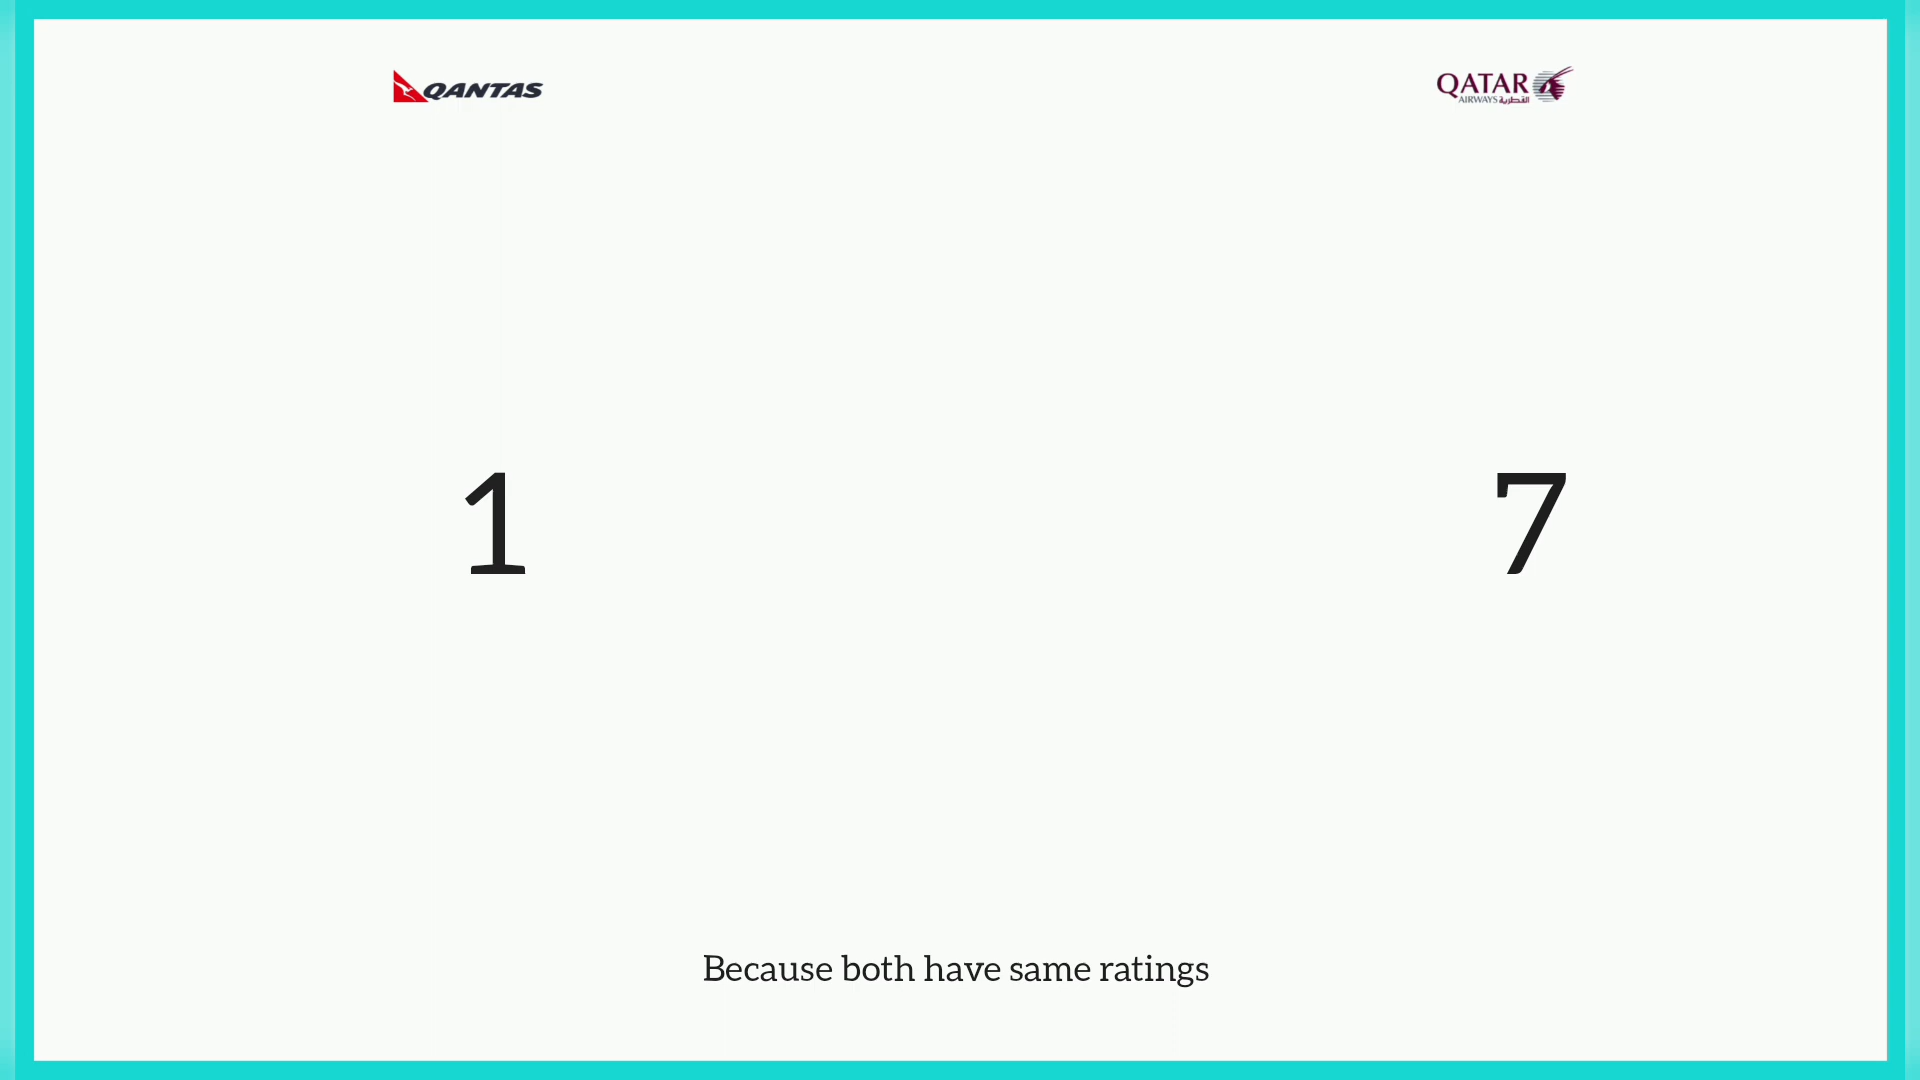 QANTAS
QATAR
AIRWAYS القطرية
1
7
Because both have same ratings